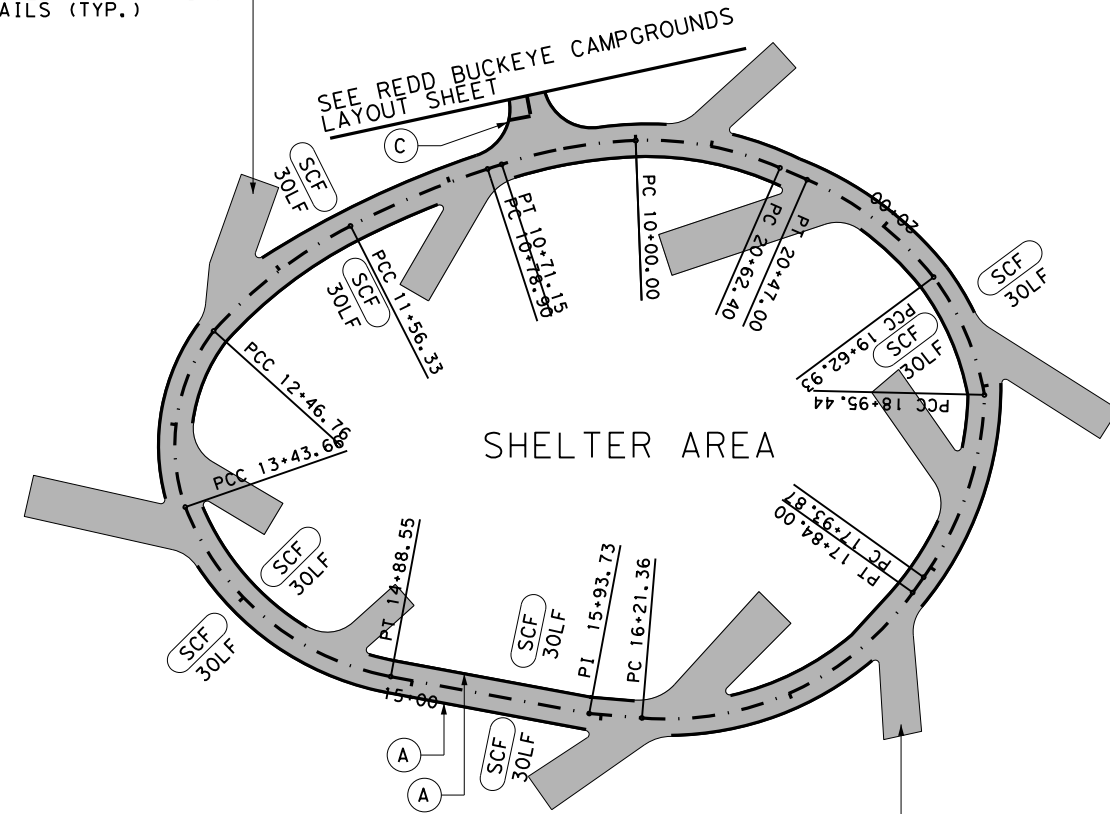 AILS (TYP.)
SEE REDD BUCKEYE CAMPGROUNDS
LAYOUT SHEET
C
SCF
30LF
SCF
30LF
PCC 11+56.33
PT 10+71.15
PC 10+78.90
PC 10+00.00
PC 20+62.40
PT 20+47.00
20+00
SCF
30LF
PCC 19+62.93
SCF
30LF
PCC 18+95.44
PCC 12+46.76
PCC 13+43.66
SHELTER AREA
PC 17+93.87
PT 17+84.00
SCF
30LF
SCF
30LF
PT 14+88.55
SCF
30LF
PI 15+93.73
PC 16+21.36
15+00
SCF
30LF
A
A